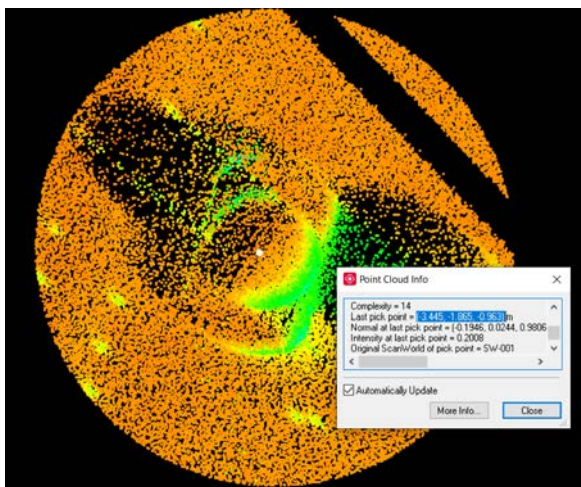 Point Cloud Info
Complexity = 14
Last pick point = (-3.445, -1.865, -0.963) m
Normal at last pick point = (-0.1946, 0.0244, 0.9806
Intensity at last pick point = 0.2008
Original ScanWorld of pick point = SW-001
Automatically Update
More Info... Close